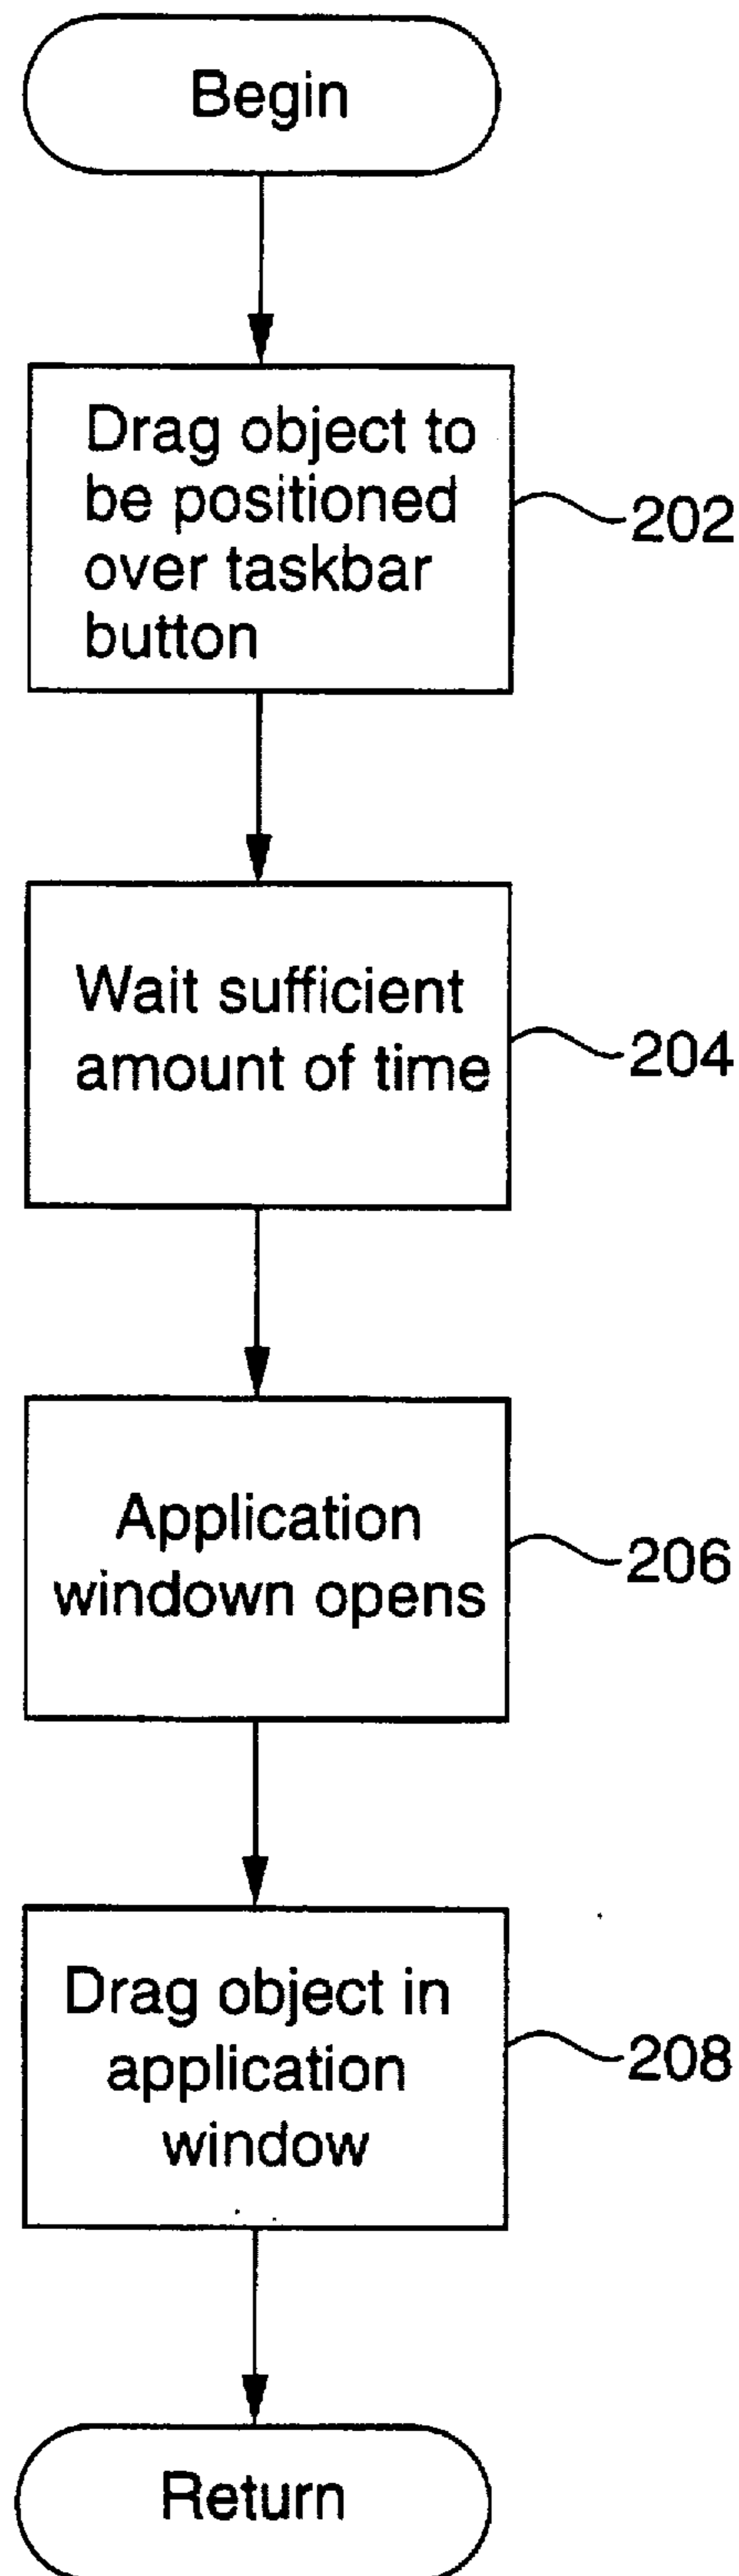 Begin
Drag object to
be positioned
over taskbar
button
202
Wait sufficient
amount of time
204
Application
windown opens
206
Drag object in
application
window
208
Return